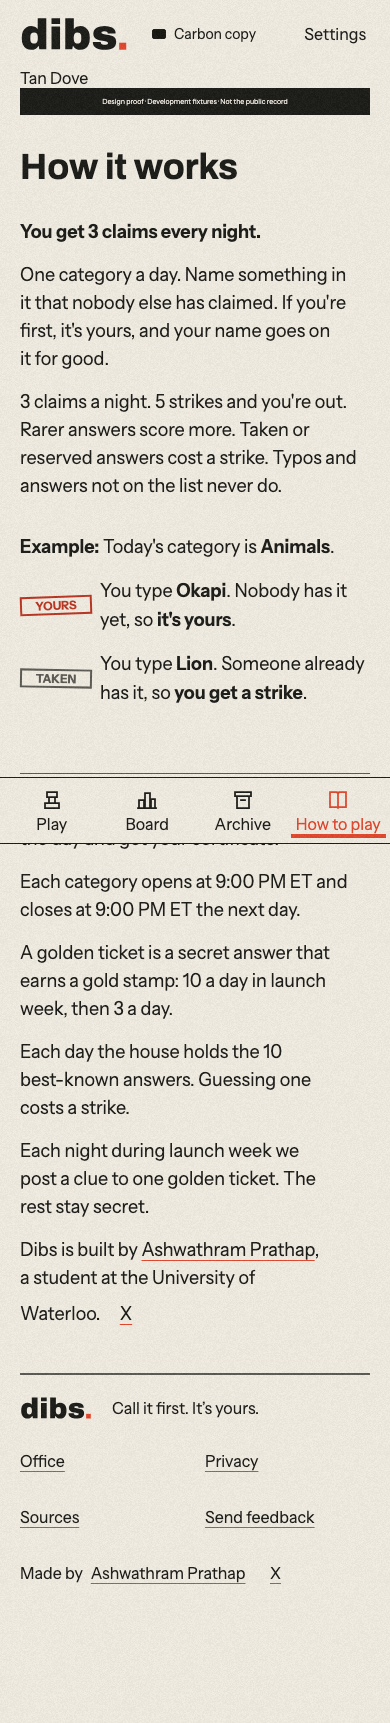 dibs.
Carbon copy
Settings
Tan Dove
Design proof · Development fixtures · Not the public record
How it works
You get 3 claims every night.
One category a day. Name something in
it that nobody else has claimed. If you're
first, it's yours, and your name goes on
it for good.
3 claims a night. 5 strikes and you're out.
Rarer answers score more. Taken or
reserved answers cost a strike. Typos and
answers not on the list never do.
Example: Today's category is Animals.
YOURS
You type Okapi. Nobody has it
yet, so it's yours.
TAKEN
You type Lion. Someone already
has it, so you get a strike.
Play
Board
Archive
How to play
the day and get your certificate.
Each category opens at 9:00 PM ET and
closes at 9:00 PM ET the next day.
A golden ticket is a secret answer that
earns a gold stamp: 10 a day in launch
week, then 3 a day.
Each day the house holds the 10
best-known answers. Guessing one
costs a strike.
Each night during launch week we
post a clue to one golden ticket. The
rest stay secret.
Dibs is built by Ashwathram Prathap,
a student at the University of
Waterloo. X
dibs. Call it first. It's yours.
Office
Privacy
Sources
Send feedback
Made by Ashwathram Prathap X